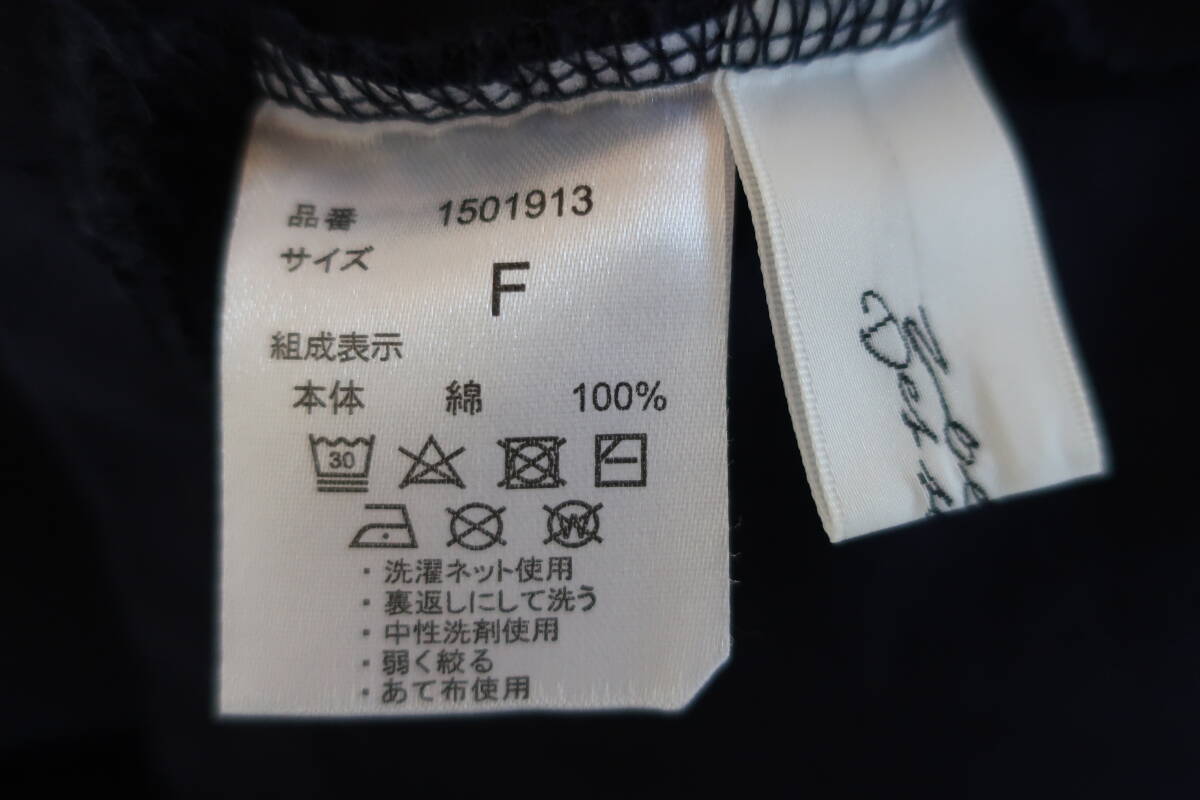 品番 1501913
サイズ
F
組成表示
本体 綿 100%
30
W
・洗濯ネット使用
・裏返しにして洗う
・中性洗剤使用
・弱く絞る
・あて布使用